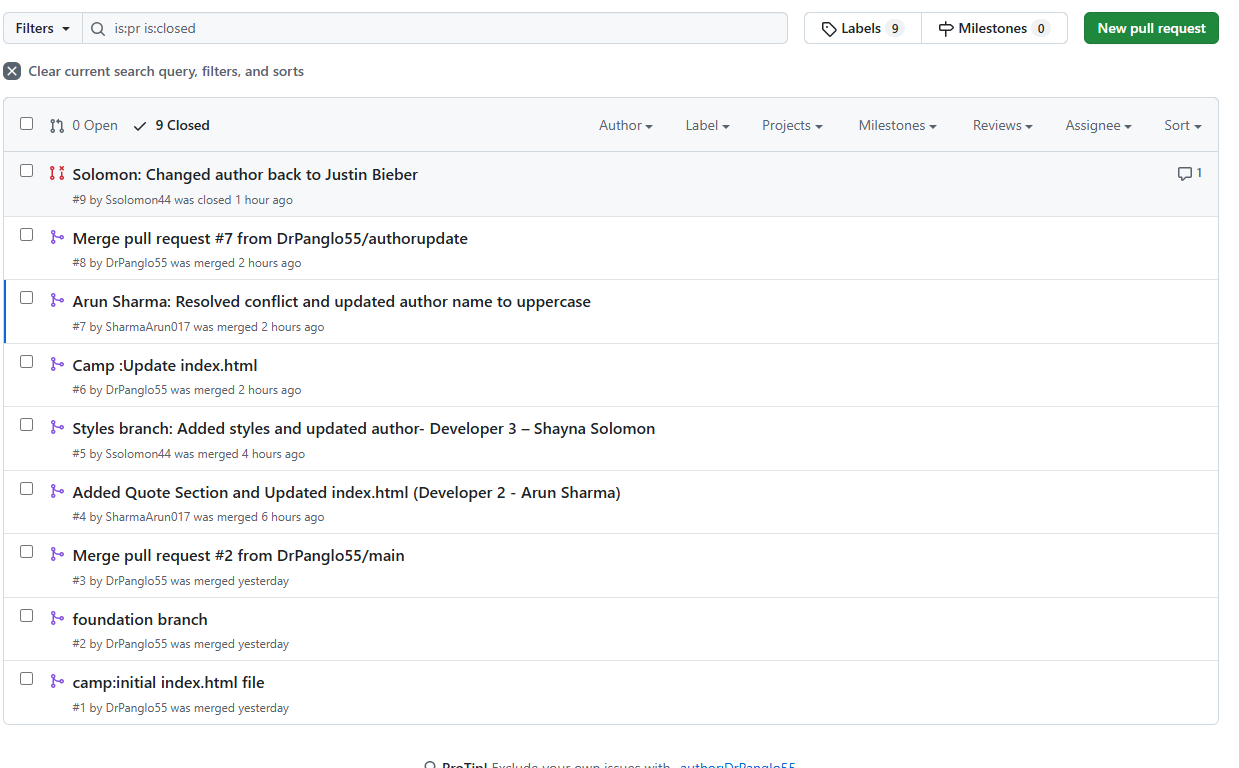 Filters is:pr is:closed Labels 9 Milestones 0 New pull request
Clear current search query, filters, and sorts
0 Open 9 Closed Author Label Projects Milestones Reviews Assignee Sort
Solomon: Changed author back to Justin Bieber 1
#9 by Ssolomon44 was closed 1 hour ago
Merge pull request #7 from DrPanglo55/authorupdate
#8 by DrPanglo55 was merged 2 hours ago
Arun Sharma: Resolved conflict and updated author name to uppercase
#7 by SharmaArun017 was merged 2 hours ago
Camp :Update index.html
#6 by DrPanglo55 was merged 2 hours ago
Styles branch: Added styles and updated author- Developer 3 – Shayna Solomon
#5 by Ssolomon44 was merged 4 hours ago
Added Quote Section and Updated index.html (Developer 2 - Arun Sharma)
#4 by SharmaArun017 was merged 6 hours ago
Merge pull request #2 from DrPanglo55/main
#3 by DrPanglo55 was merged yesterday
foundation branch
#2 by DrPanglo55 was merged yesterday
camp:initial index.html file
#1 by DrPanglo55 was merged yesterday
ProTip! Exclude your own issues with -author:DrPanglo55